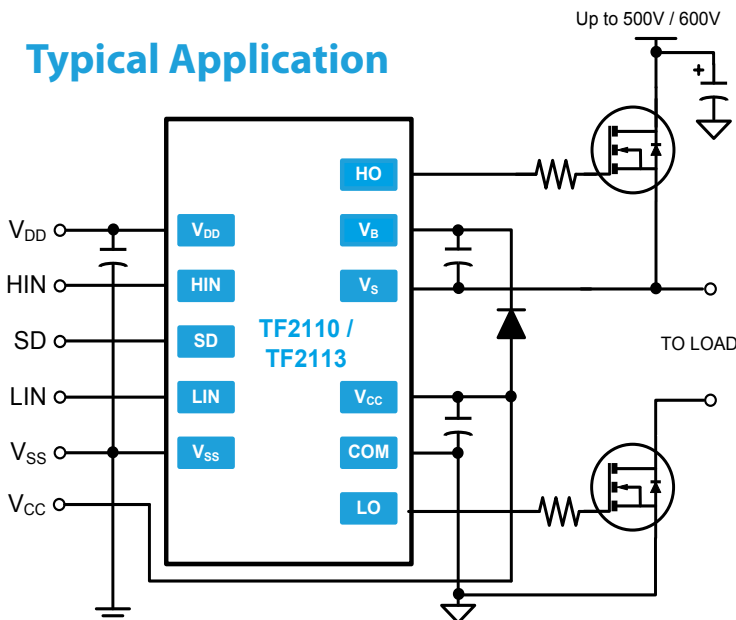 Up to 500V / 600V
Typical Application
+
HO
VDD
VDD
VB
HIN
HIN
VS
SD
SD
TF2110 /
TF2113
TO LOAD
LIN
LIN
VCC
VSS
VSS
COM
VCC
LO